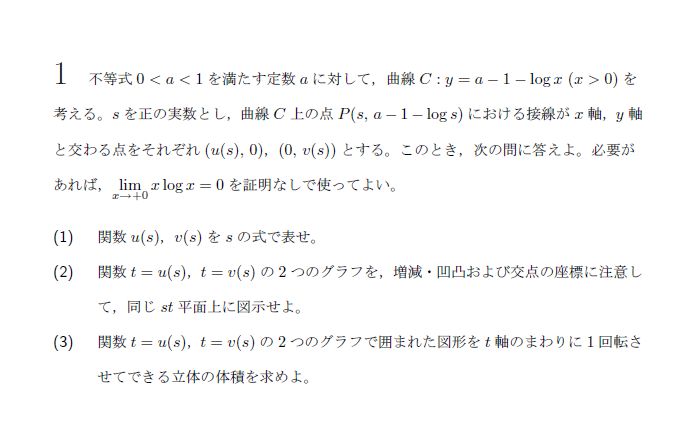 1 不等式 0 < a < 1 を満たす定数 a に対して，曲線 C : y = a − 1 − log x (x > 0) を
考える。s を正の実数とし，曲線 C 上の点 P(s, a − 1 − log s) における接線が x 軸，y 軸
と交わる点をそれぞれ (u(s), 0)，(0, v(s)) とする。このとき，次の問に答えよ。必要が
あれば， lim_{x→+0} x log x = 0 を証明なしで使ってよい。
(1) 関数 u(s)，v(s) を s の式で表せ。
(2) 関数 t = u(s)，t = v(s) の 2 つのグラフを，増減・凹凸および交点の座標に注意し
て，同じ st 平面上に図示せよ。
(3) 関数 t = u(s)，t = v(s) の 2 つのグラフで囲まれた図形を t 軸のまわりに 1 回転さ
せてできる立体の体積を求めよ。